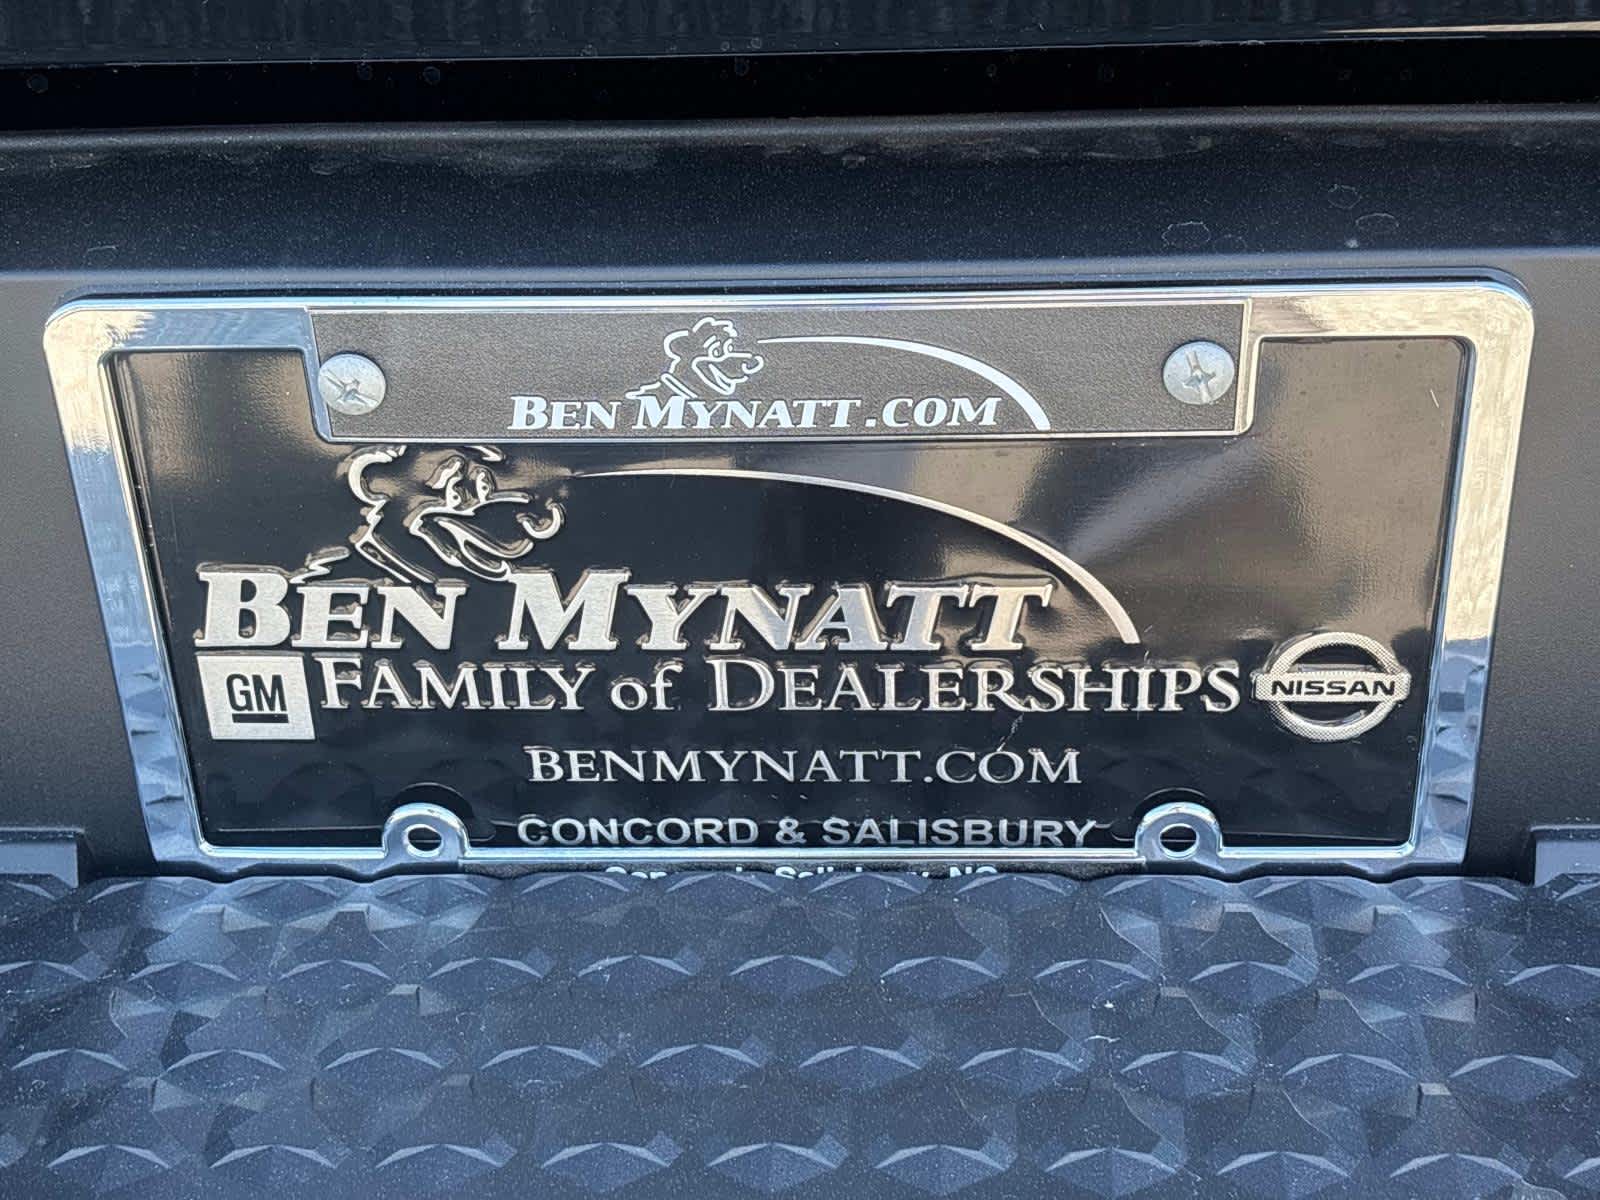 BEN MYNATT.COM
BEN MYNATT
GM FAMILY of DEALERSHIPS NISSAN
BENMYNATT.COM
CONCORD & SALISBURY